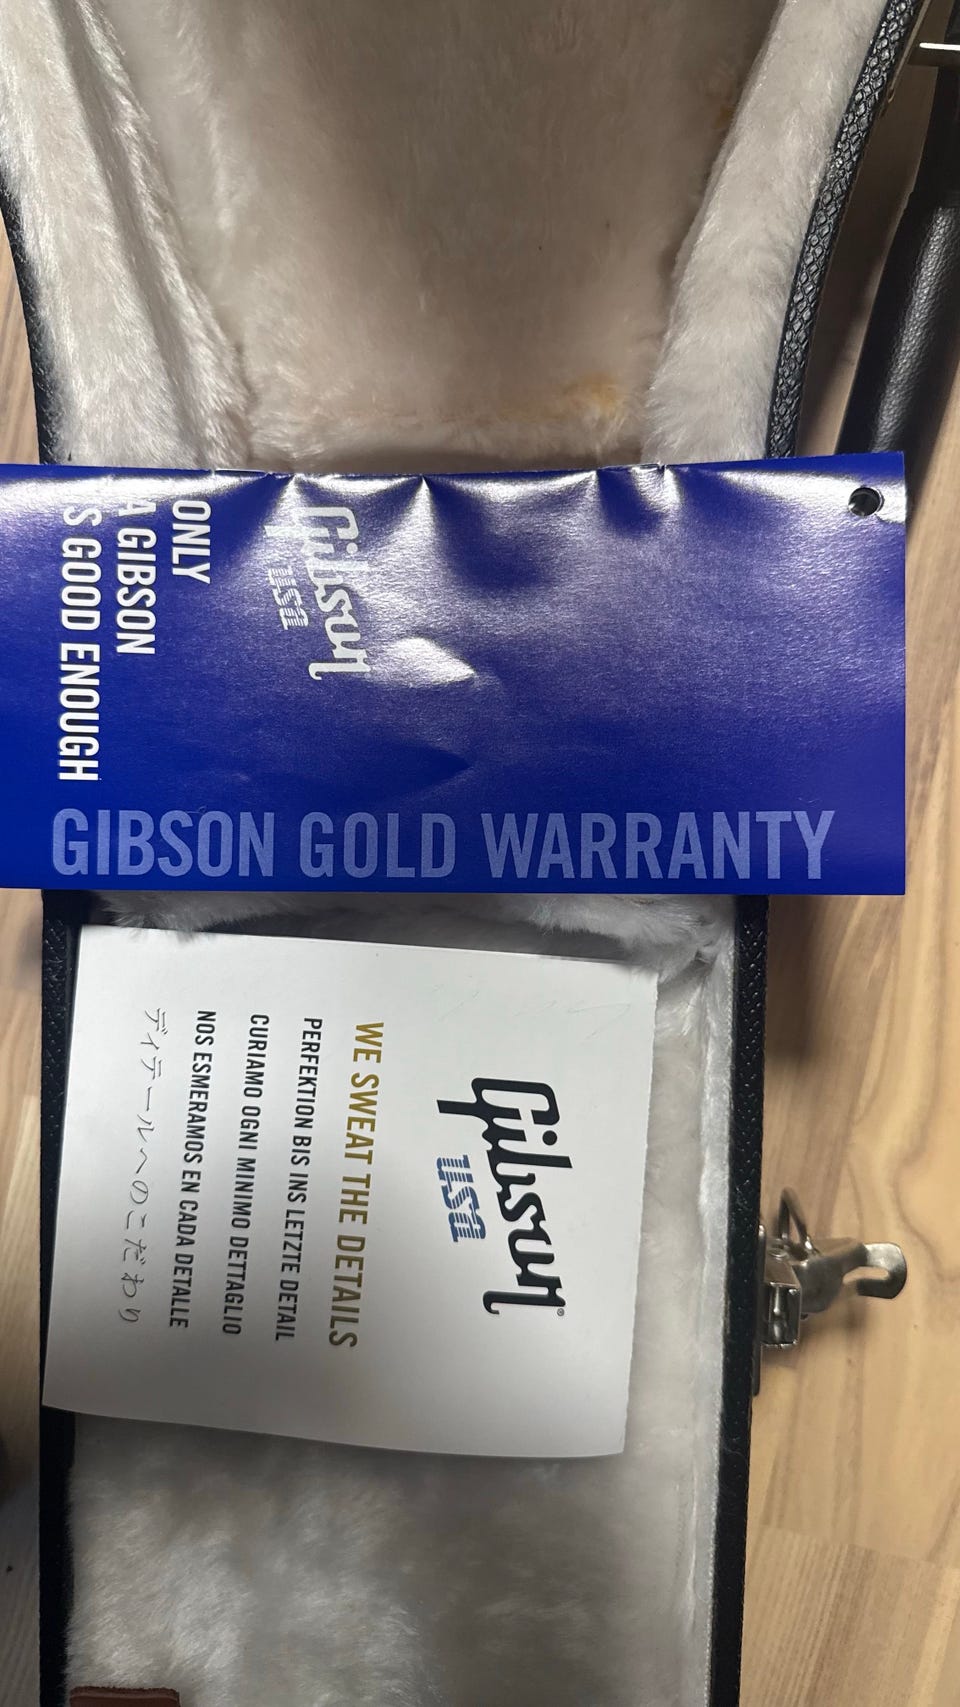 Gibson
USA
ONLY
A GIBSON
S GOOD ENOUGH
GIBSON GOLD WARRANTY
Gibson®
USA
WE SWEAT THE DETAILS
PERFEKTION BIS INS LETZTE DETAIL
CURIAMO OGNI MINIMO DETTAGLIO
NOS ESMERAMOS EN CADA DETALLE
ディテールへのこだわり